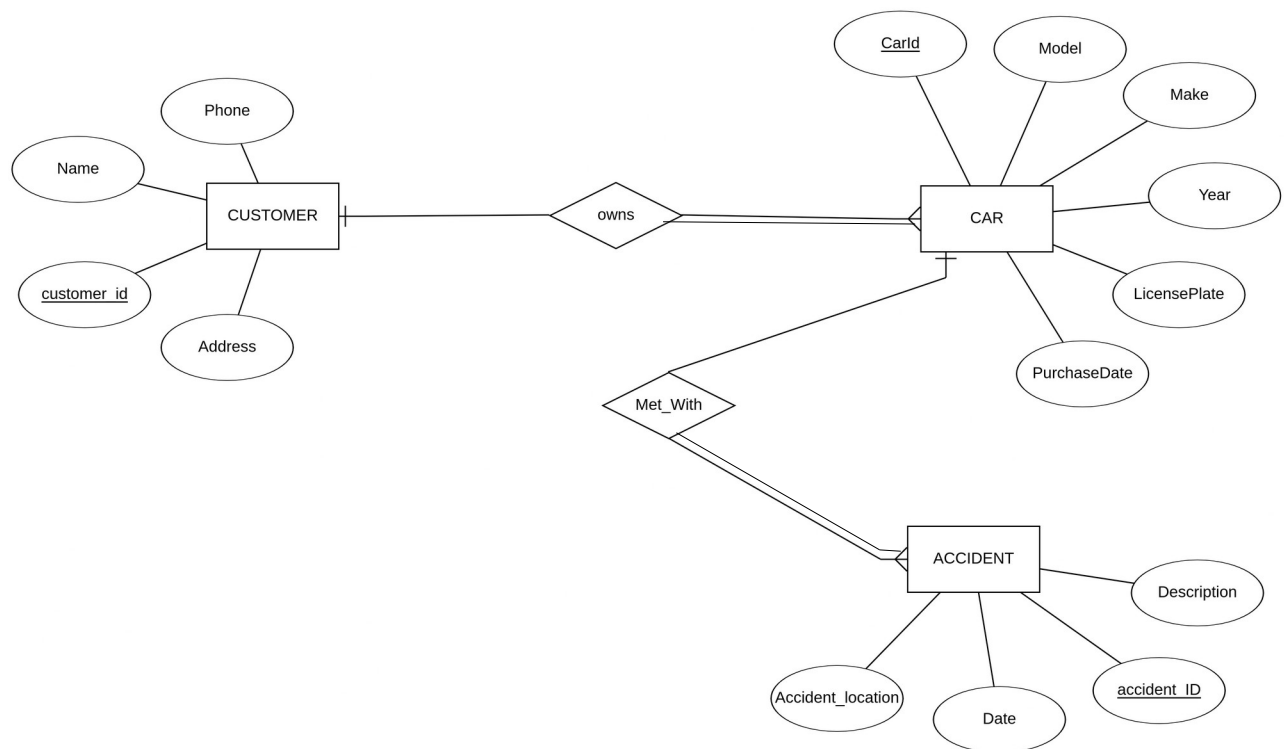 CarId
Model
Make
Phone
Name
Year
CUSTOMER
owns
CAR
customer_id
LicensePlate
Address
PurchaseDate
Met_With
ACCIDENT
Description
Accident_location
accident_ID
Date